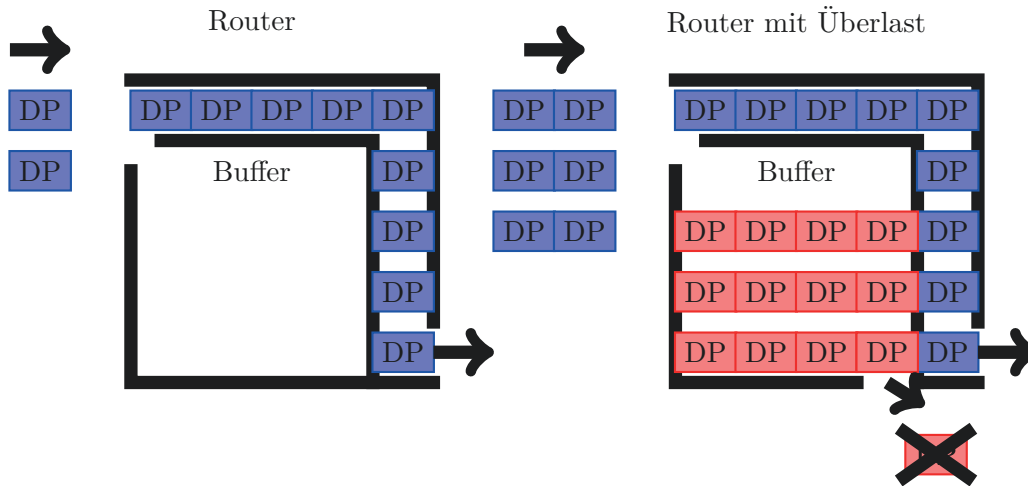 Router
DP DP DP DP DP DP
DP Buffer DP
DP
DP
DP
Router mit Überlast
DP DP DP DP DP DP DP
DP DP Buffer DP
DP DP DP DP DP DP DP
DP DP DP DP DP
DP DP DP DP DP